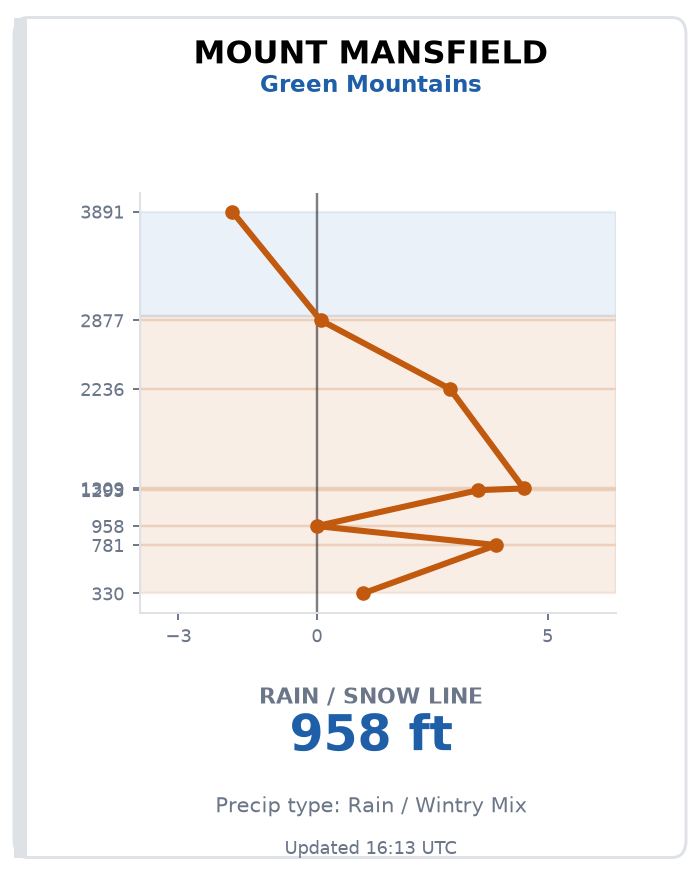 MOUNT MANSFIELD
Green Mountains
3891
2877
2236
958
781
330
−3 0 5
RAIN / SNOW LINE
958 ft
Precip type: Rain / Wintry Mix
Updated 16:13 UTC